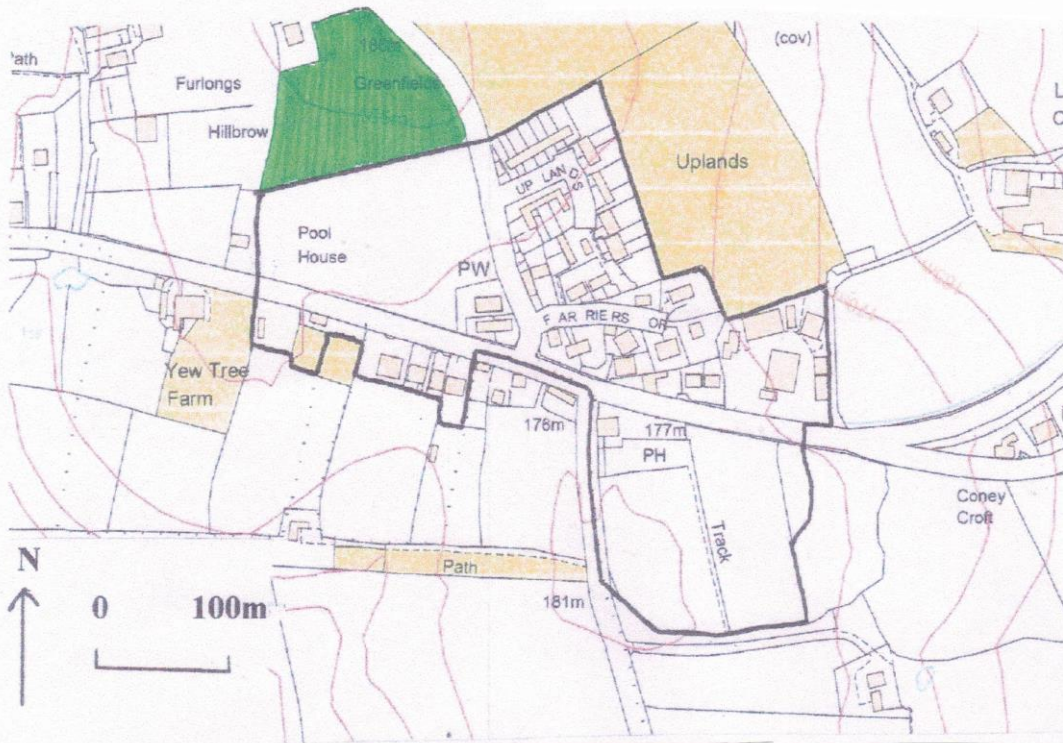 (cov)
Path
Furlongs
Hillbrow
Greenfields
Uplands
UPLANDS
Pool
House
PW
FARRIERS OR
Yew Tree
Farm
176m
177m
PH
Track
Coney
Croft
Path
181m
N
0 100m